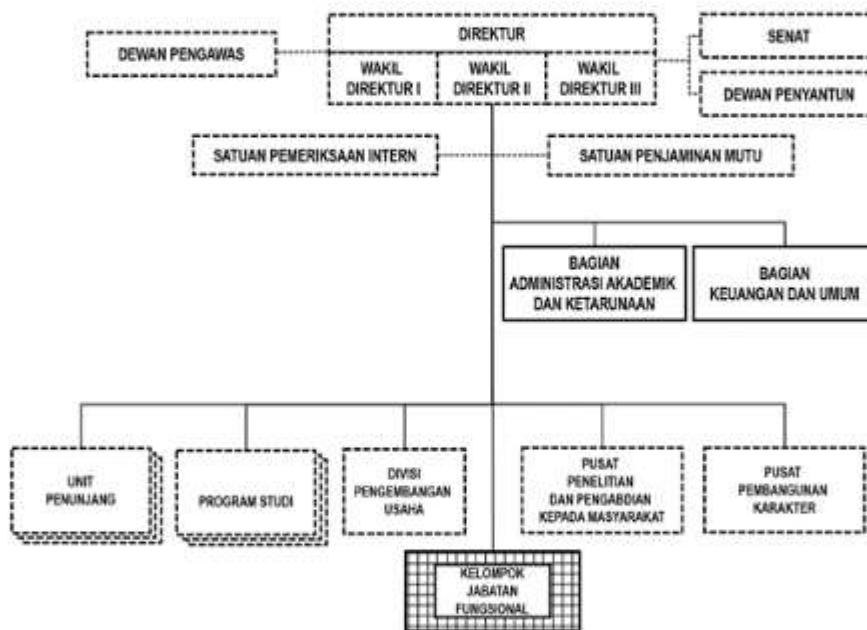 DIREKTUR
DEWAN PENGAWAS
SENAT
WAKIL
DIREKTUR I
WAKIL
DIREKTUR II
WAKIL
DIREKTUR III
DEWAN PENYANTUN
SATUAN PEMERIKSAAN INTERN
SATUAN PENJAMINAN MUTU
BAGIAN
ADMINISTRASI AKADEMIK
DAN KETARUNAAN
BAGIAN
KEUANGAN DAN UMUM
UNIT
PENUNJANG
PROGRAM STUDI
DIVISI
PENGEMBANGAN
USAHA
PUSAT
PENELITIAN
DAN PENGABDIAN
KEPADA MASYARAKAT
PUSAT
PEMBANGUNAN
KARAKTER
KELOMPOK
JABATAN
FUNGSIONAL